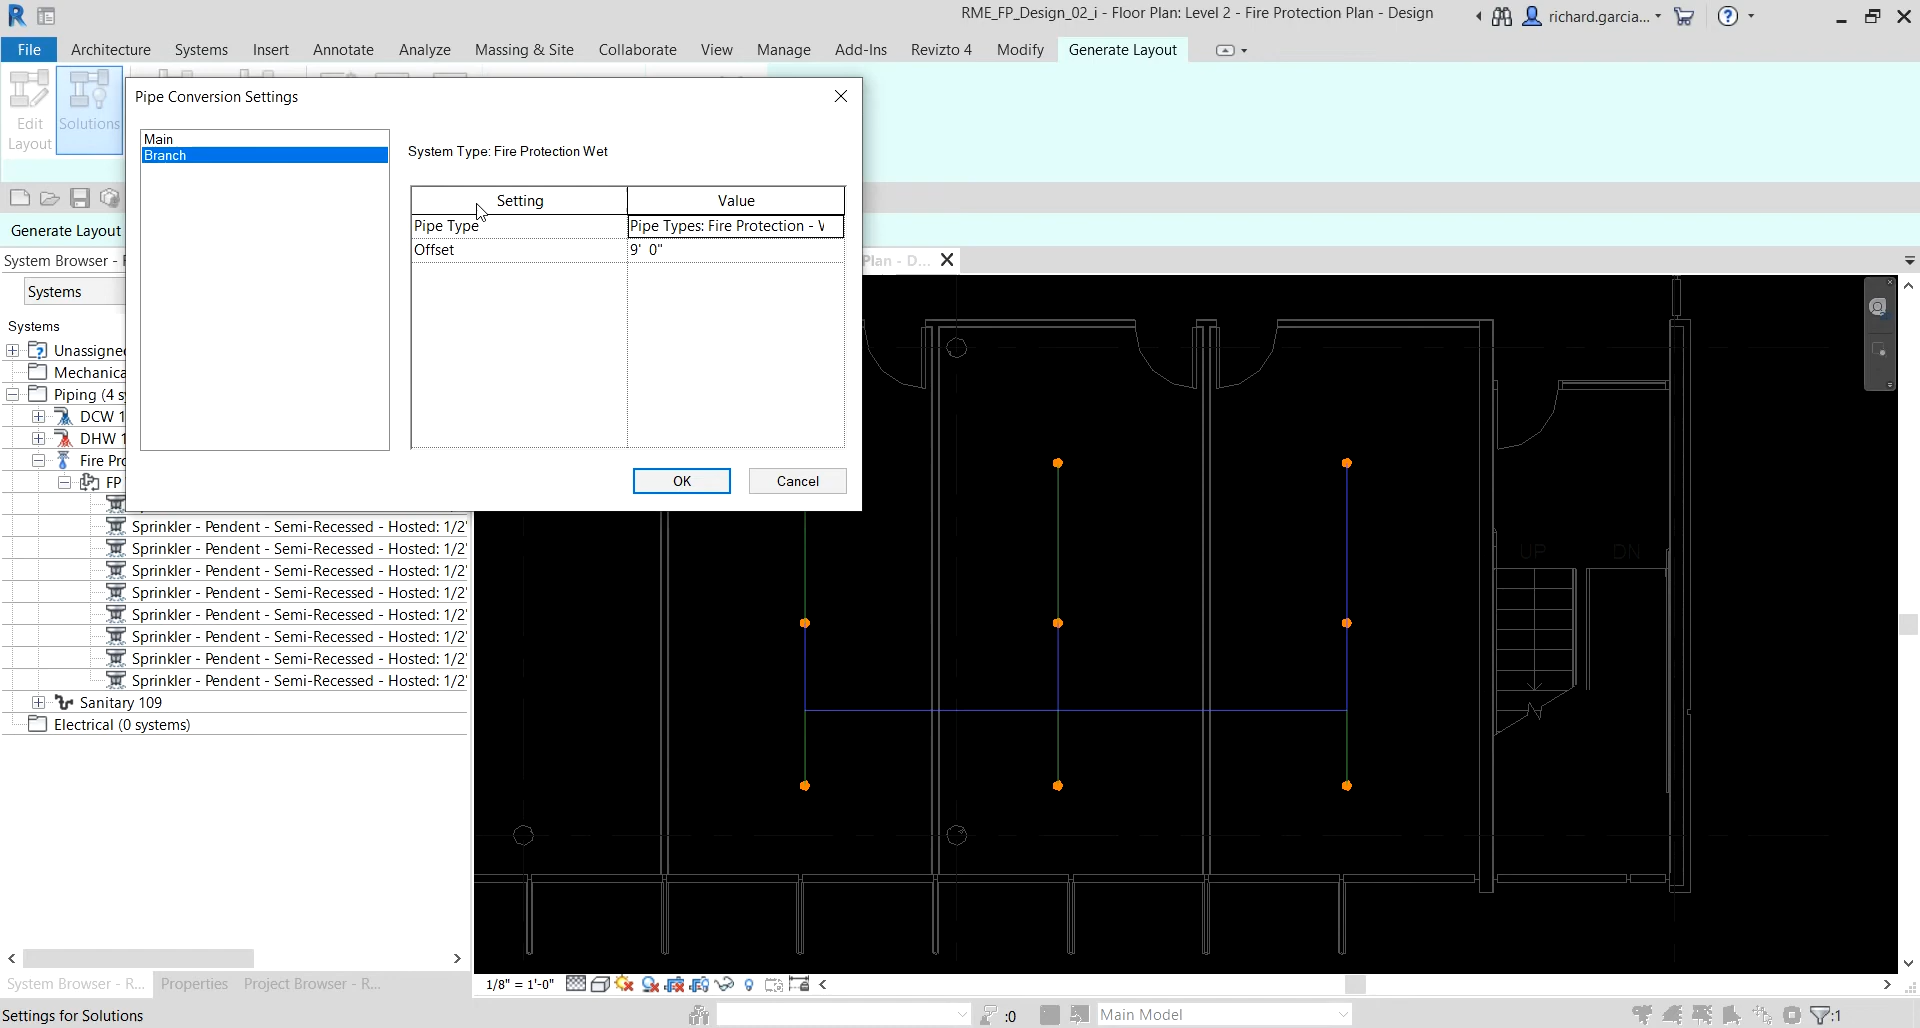 RME_FP_Design_02_i - Floor Plan: Level 2 - Fire Protection Plan - Design
richard.garcia...
File Architecture Systems Insert Annotate Analyze Massing & Site Collaborate View Manage Add-Ins Revizto 4 Modify Generate Layout
Edit Layout
Solutions
Pipe Conversion Settings
Main
Branch
System Type: Fire Protection Wet
Setting Value
Pipe Type Pipe Types: Fire Protection -
Offset 9' 0"
OK Cancel
Generate Layout
System Browser -
Plan - D...
Systems
Systems
Unassigned
Mechanica
Piping (4 s
DCW 1
DHW 1
Fire Pro
FP
Sprinkler - Pendent - Semi-Recessed - Hosted: 1/2"
Sprinkler - Pendent - Semi-Recessed - Hosted: 1/2"
Sprinkler - Pendent - Semi-Recessed - Hosted: 1/2"
Sprinkler - Pendent - Semi-Recessed - Hosted: 1/2"
Sprinkler - Pendent - Semi-Recessed - Hosted: 1/2"
Sprinkler - Pendent - Semi-Recessed - Hosted: 1/2"
Sprinkler - Pendent - Semi-Recessed - Hosted: 1/2"
Sprinkler - Pendent - Semi-Recessed - Hosted: 1/2"
Sanitary 109
Electrical (0 systems)
UP DN
System Browser - R... Properties Project Browser - R...
1/8" = 1'-0"
Settings for Solutions
:0
Main Model
:1